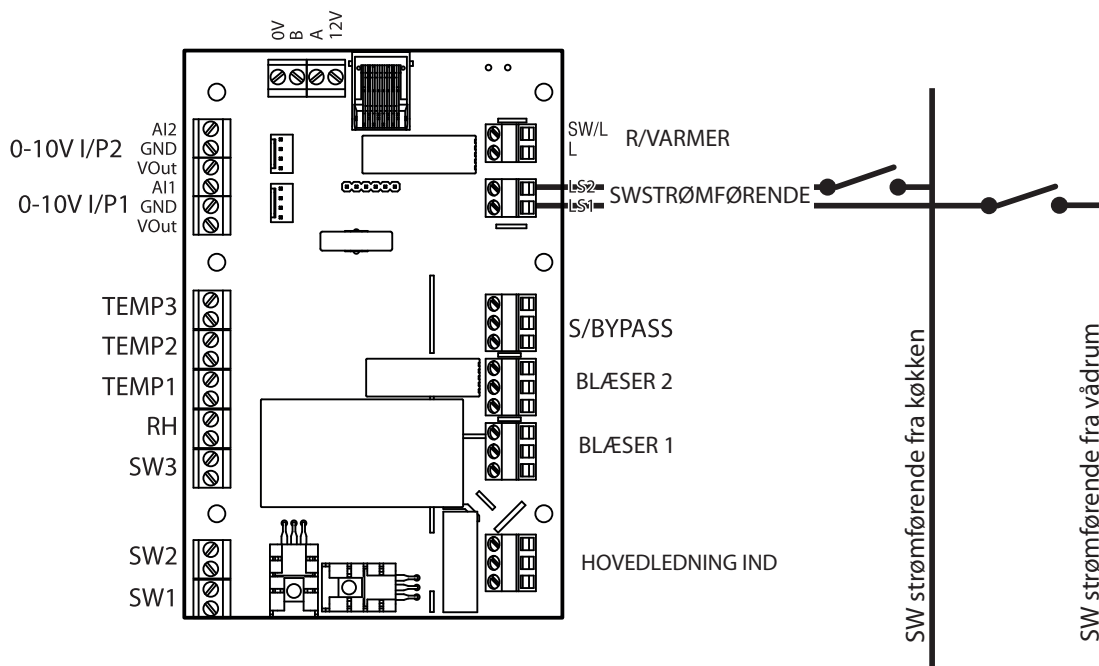 0V
B
A
12V
0-10V I/P2
AI2
GND
VOut
0-10V I/P1
AI1
GND
VOut
TEMP3
TEMP2
TEMP1
RH
SW3
SW2
SW1
SW/L
L
R/VARMER
LS2
LS1
SWSTRØMFØRENDE
S/BYPASS
BLÆSER 2
BLÆSER 1
HOVEDLEDNING IND
SW strømførende fra køkken
SW strømførende fra vådrum